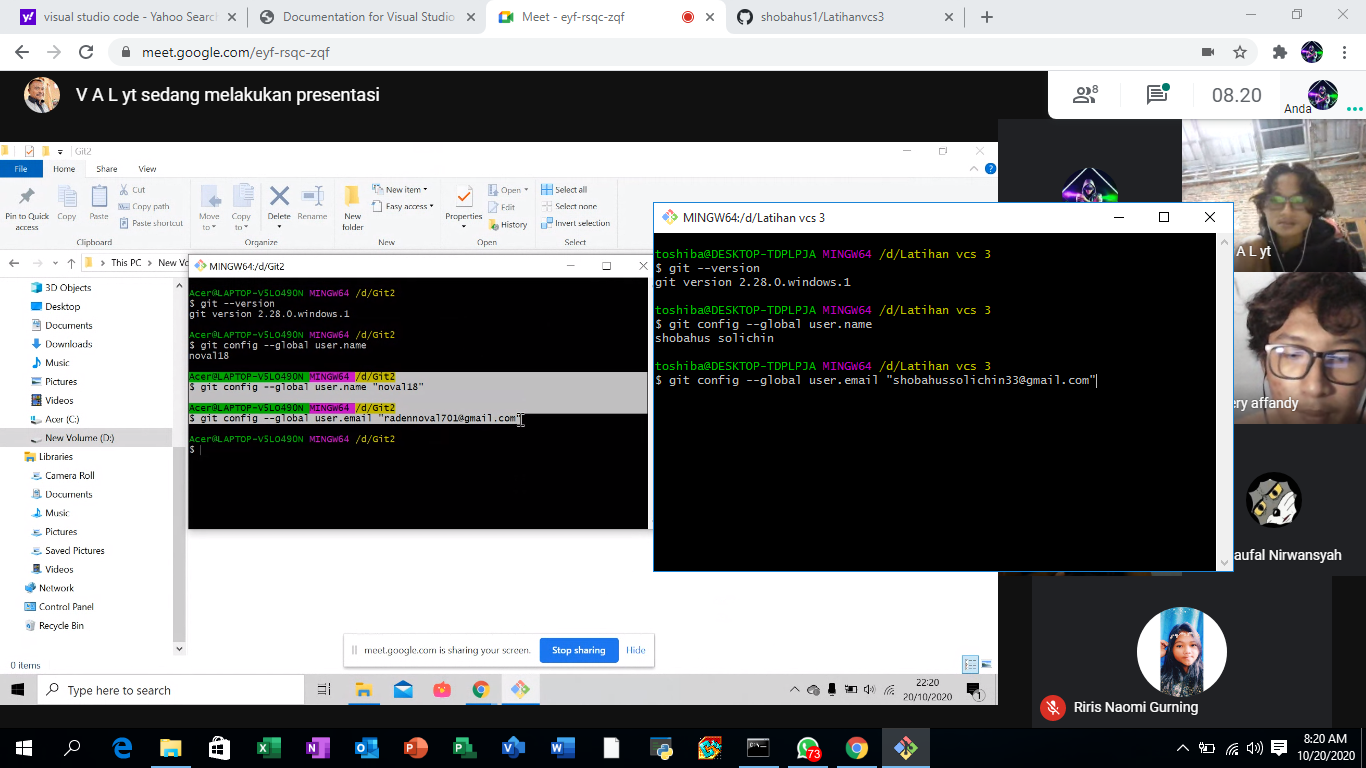 visual studio code - Yahoo Searc
Documentation for Visual Studio
Meet - eyf-rsqc-zqf
shobahus1/Latihanvcs3
meet.google.com/eyf-rsqc-zqf
V A L yt sedang melakukan presentasi
8
08.20
Anda
Git2
File
Home
Share
View
Pin to Quick access
Copy
Paste
Cut
Copy path
Paste shortcut
Clipboard
Move to
Copy to
Delete
Rename
Organize
New folder
New item
Easy access
New
Properties
Open
Edit
History
Open
Select all
Select none
Invert selection
Select
This PC
New Vo
3D Objects
Desktop
Documents
Downloads
Music
Pictures
Videos
Acer (C:)
New Volume (D:)
Libraries
Camera Roll
Documents
Music
Pictures
Saved Pictures
Videos
Network
Control Panel
Recycle Bin
0 items
MINGW64:/d/Git2
Acer@LAPTOP-V5LO490N MINGW64 /d/Git2
$ git --version
git version 2.28.0.windows.1
Acer@LAPTOP-V5LO490N MINGW64 /d/Git2
$ git config --global user.name
noval18
Acer@LAPTOP-V5LO490N MINGW64 /d/Git2
$ git config --global user.name "noval18"
Acer@LAPTOP-V5LO490N MINGW64 /d/Git2
$ git config --global user.email "radennoval701@gmail.com
Acer@LAPTOP-V5LO490N MINGW64 /d/Git2
$
MINGW64:/d/Latihan vcs 3
toshiba@DESKTOP-TDPLPJA MINGW64 /d/Latihan vcs 3
$ git --version
git version 2.28.0.windows.1
toshiba@DESKTOP-TDPLPJA MINGW64 /d/Latihan vcs 3
$ git config --global user.name
shobahus solichin
toshiba@DESKTOP-TDPLPJA MINGW64 /d/Latihan vcs 3
$ git config --global user.email "shobahussolichin33@gmail.com"
A L yt
ery affandy
aufal Nirwansyah
Riris Naomi Gurning
meet.google.com is sharing your screen.
Stop sharing
Hide
Type here to search
22:20
20/10/2020
1
73
8:20 AM
10/20/2020